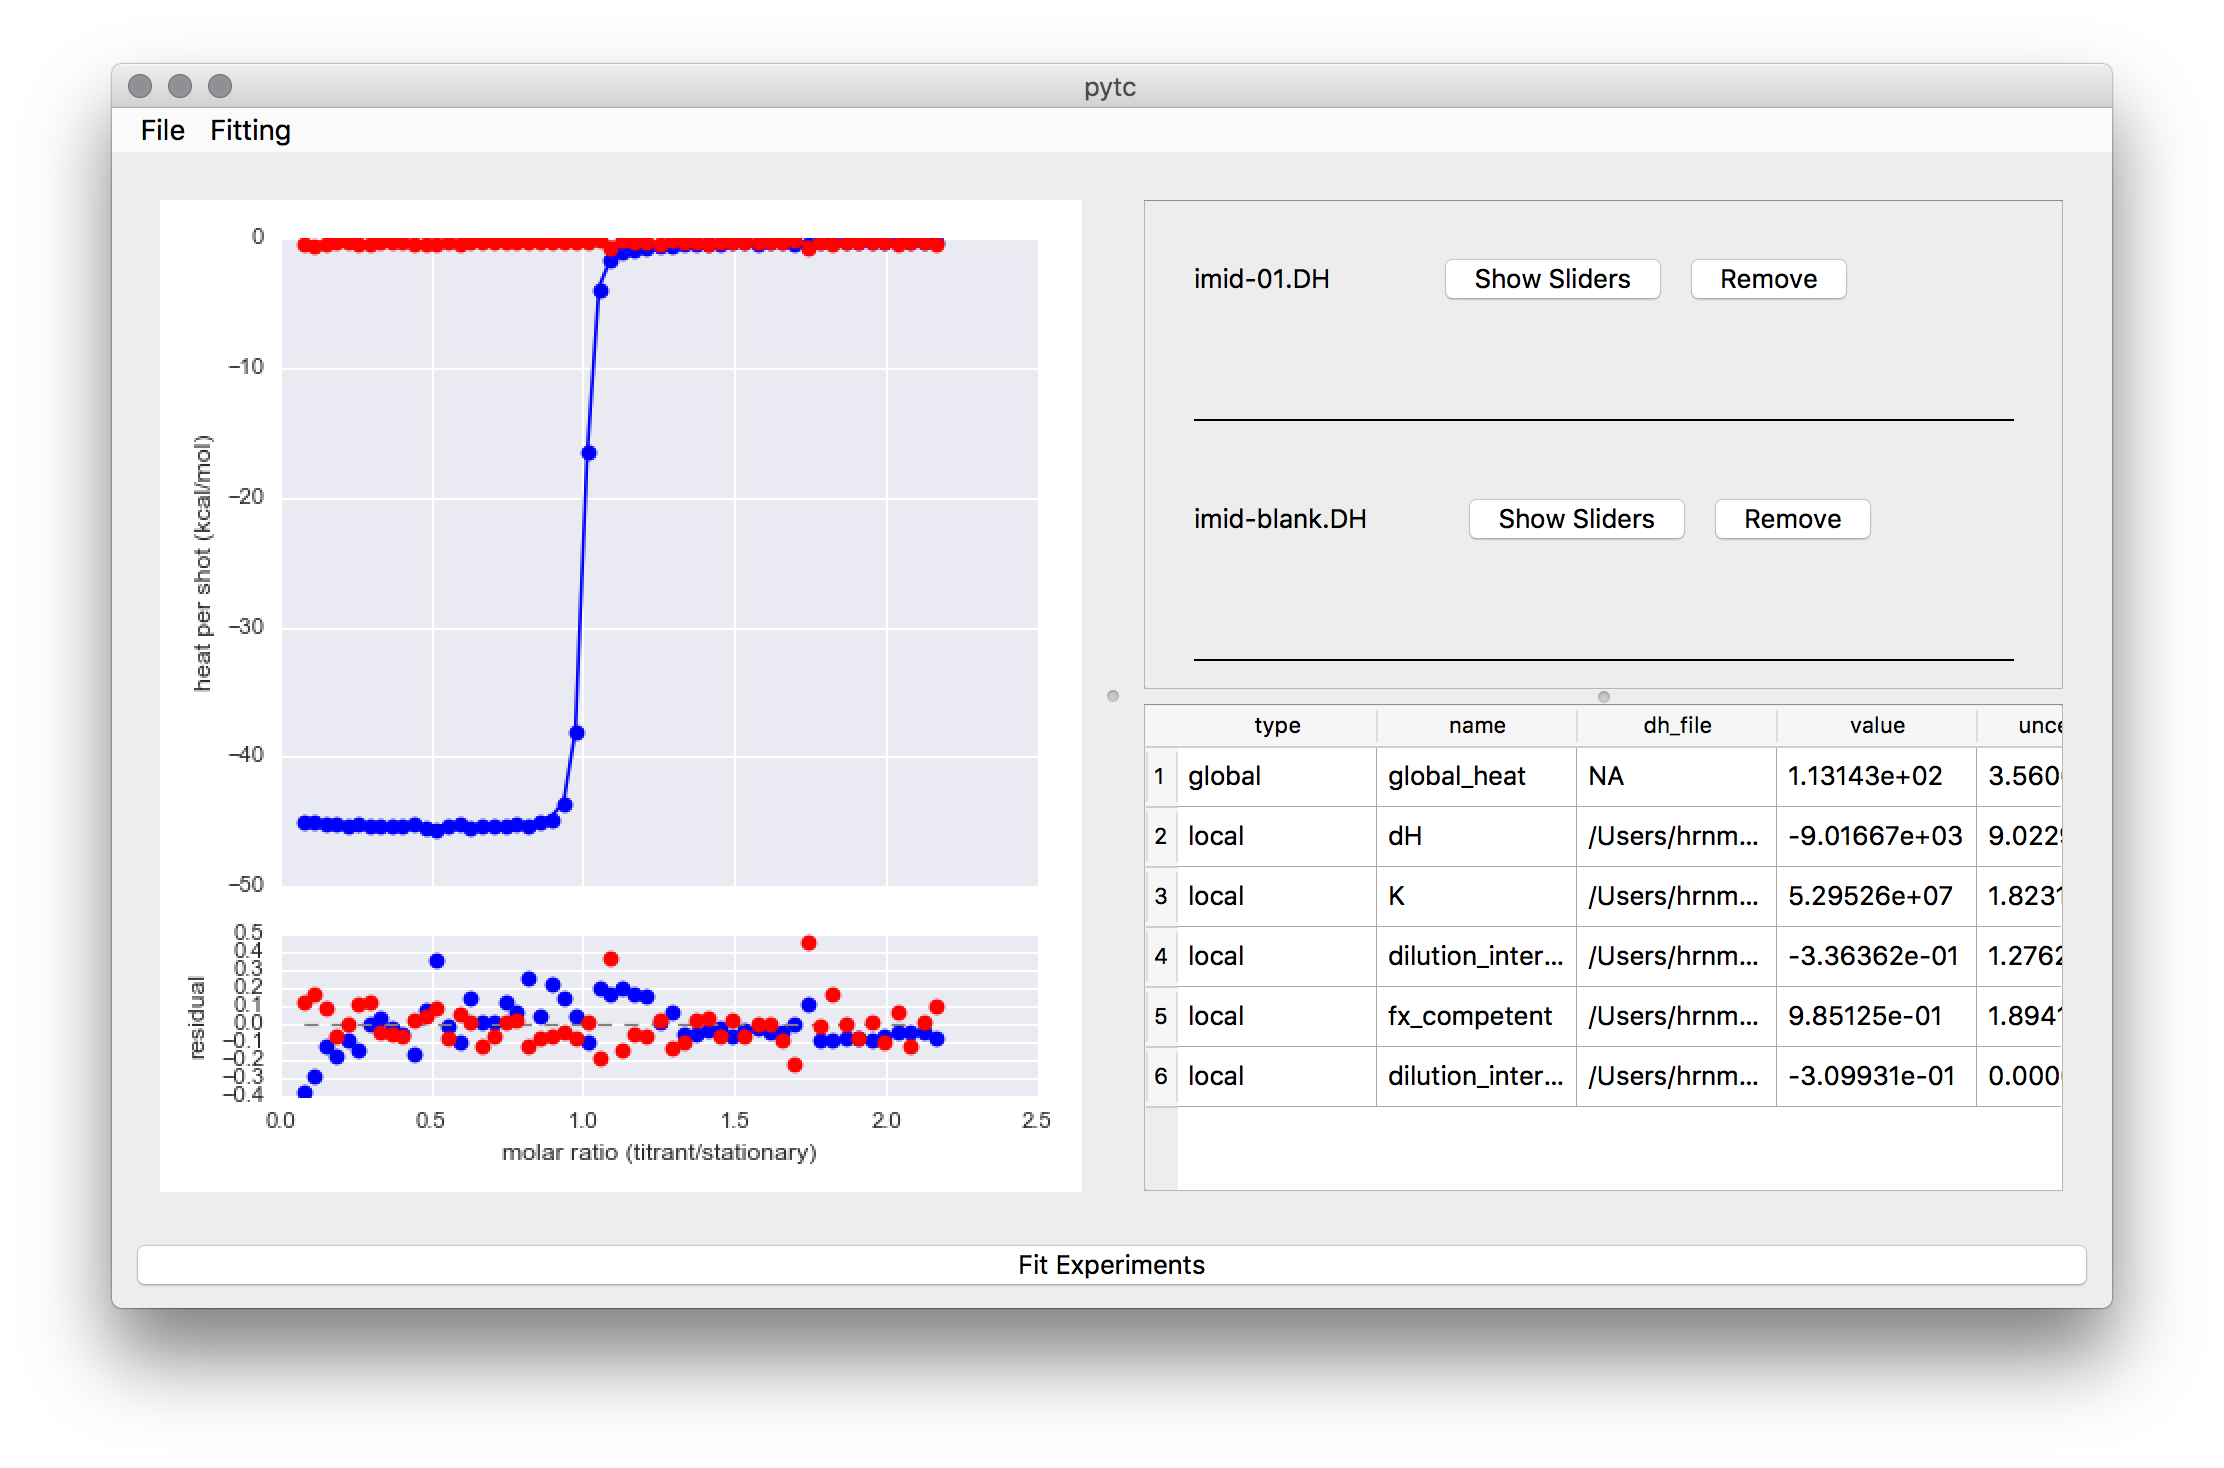 pytc
File Fitting
0
−10
−20
−30
−40
−50
heat per shot (kcal/mol)
0.5
0.4
0.3
0.2
0.1
0.0
−0.1
−0.2
−0.3
−0.4
residual
0.0 0.5 1.0 1.5 2.0 2.5
molar ratio (titrant/stationary)
imid-01.DH Show Sliders Remove
imid-blank.DH Show Sliders Remove
type name dh_file value unce
1 global global_heat NA 1.13143e+02 3.560
2 local dH /Users/hrnm... -9.01667e+03 9.022
3 local K /Users/hrnm... 5.29526e+07 1.8231
4 local dilution_inter... /Users/hrnm... -3.36362e-01 1.2762
5 local fx_competent /Users/hrnm... 9.85125e-01 1.8941
6 local dilution_inter... /Users/hrnm... -3.09931e-01 0.000
Fit Experiments